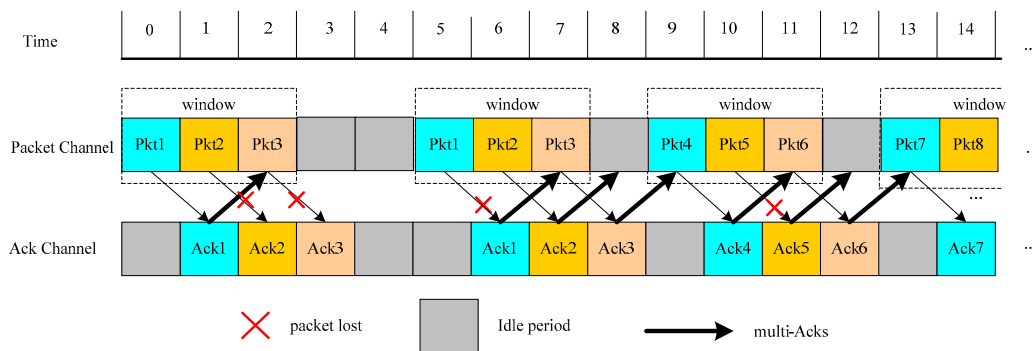 Time 0 1 2 3 4 5 6 7 8 9 10 11 12 13 14 ..
window window window window
Packet Channel Pkt1 Pkt2 Pkt3 Pkt1 Pkt2 Pkt3 Pkt4 Pkt5 Pkt6 Pkt7 Pkt8 .
...
Ack Channel Ack1 Ack2 Ack3 Ack1 Ack2 Ack3 Ack4 Ack5 Ack6 Ack7 ..
packet lost Idle period multi-Acks